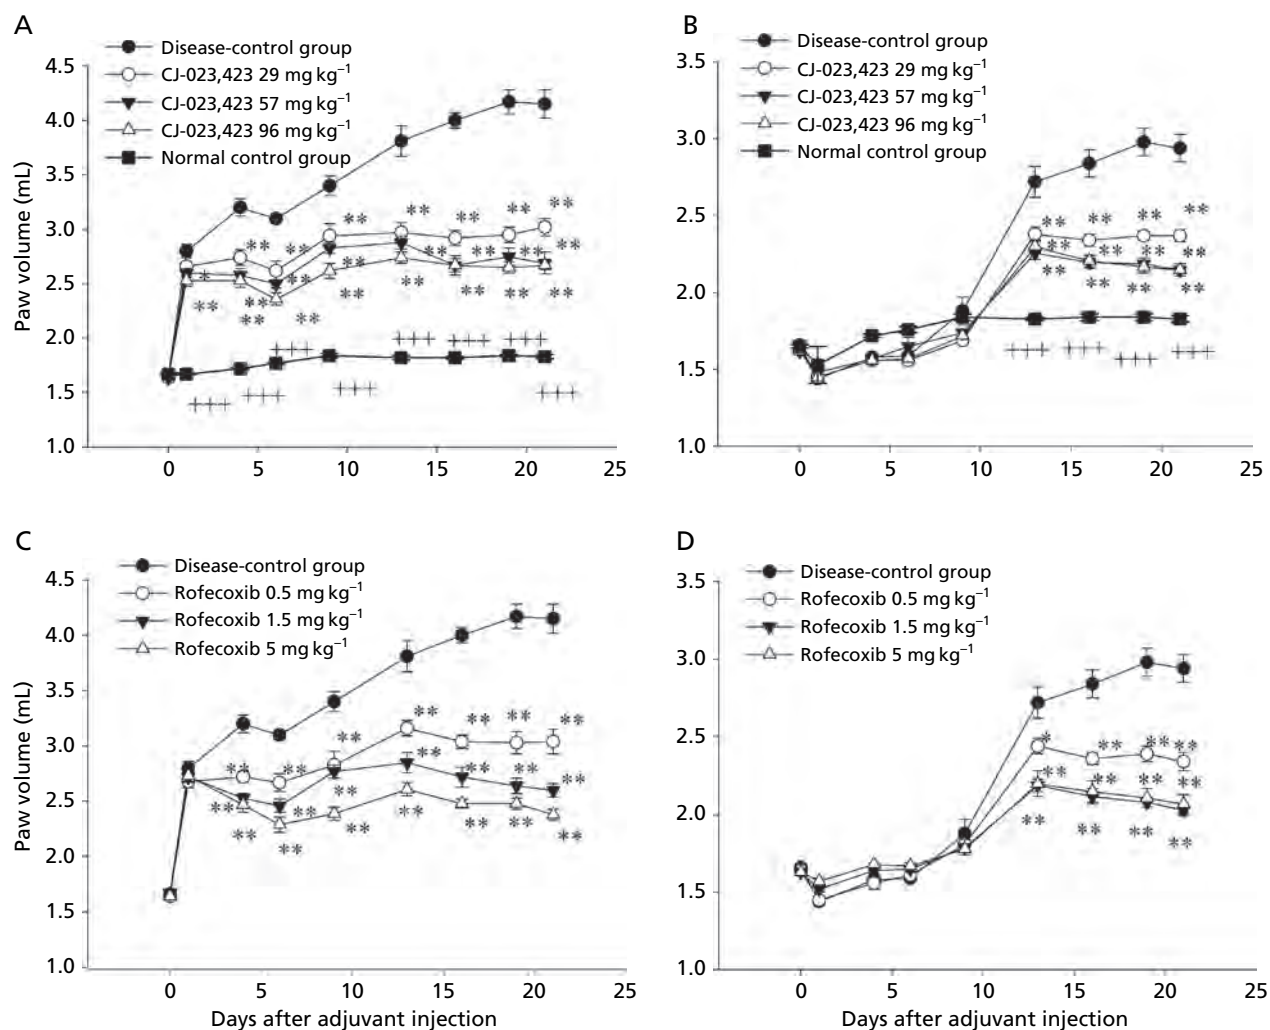 A
Disease-control group
CJ-023,423 29 mg kg⁻¹
CJ-023,423 57 mg kg⁻¹
CJ-023,423 96 mg kg⁻¹
Normal control group
Paw volume (mL)
4.5
4.0
3.5
3.0
2.5
2.0
1.5
1.0
** ** ** ** ** **
** ** ** **
* ** ** **
** ** ** ** ** **
** **
+++ +++ +++ +++
+++ +++ +++ +++
0 5 10 15 20 25
B
Disease-control group
CJ-023,423 29 mg kg⁻¹
CJ-023,423 57 mg kg⁻¹
CJ-023,423 96 mg kg⁻¹
Normal control group
3.5
3.0
2.5
2.0
1.5
1.0
** ** ** **
** ** ** **
** ** ** **
+++ +++ +++ +++
0 5 10 15 20 25
C
Disease-control group
Rofecoxib 0.5 mg kg⁻¹
Rofecoxib 1.5 mg kg⁻¹
Rofecoxib 5 mg kg⁻¹
Paw volume (mL)
4.5
4.0
3.5
3.0
2.5
2.0
1.5
1.0
** ** ** ** ** ** **
** ** ** ** ** ** **
** ** ** ** ** ** **
0 5 10 15 20 25
Days after adjuvant injection
D
Disease-control group
Rofecoxib 0.5 mg kg⁻¹
Rofecoxib 1.5 mg kg⁻¹
Rofecoxib 5 mg kg⁻¹
3.5
3.0
2.5
2.0
1.5
1.0
* ** ** **
** ** ** **
** ** ** **
0 5 10 15 20 25
Days after adjuvant injection